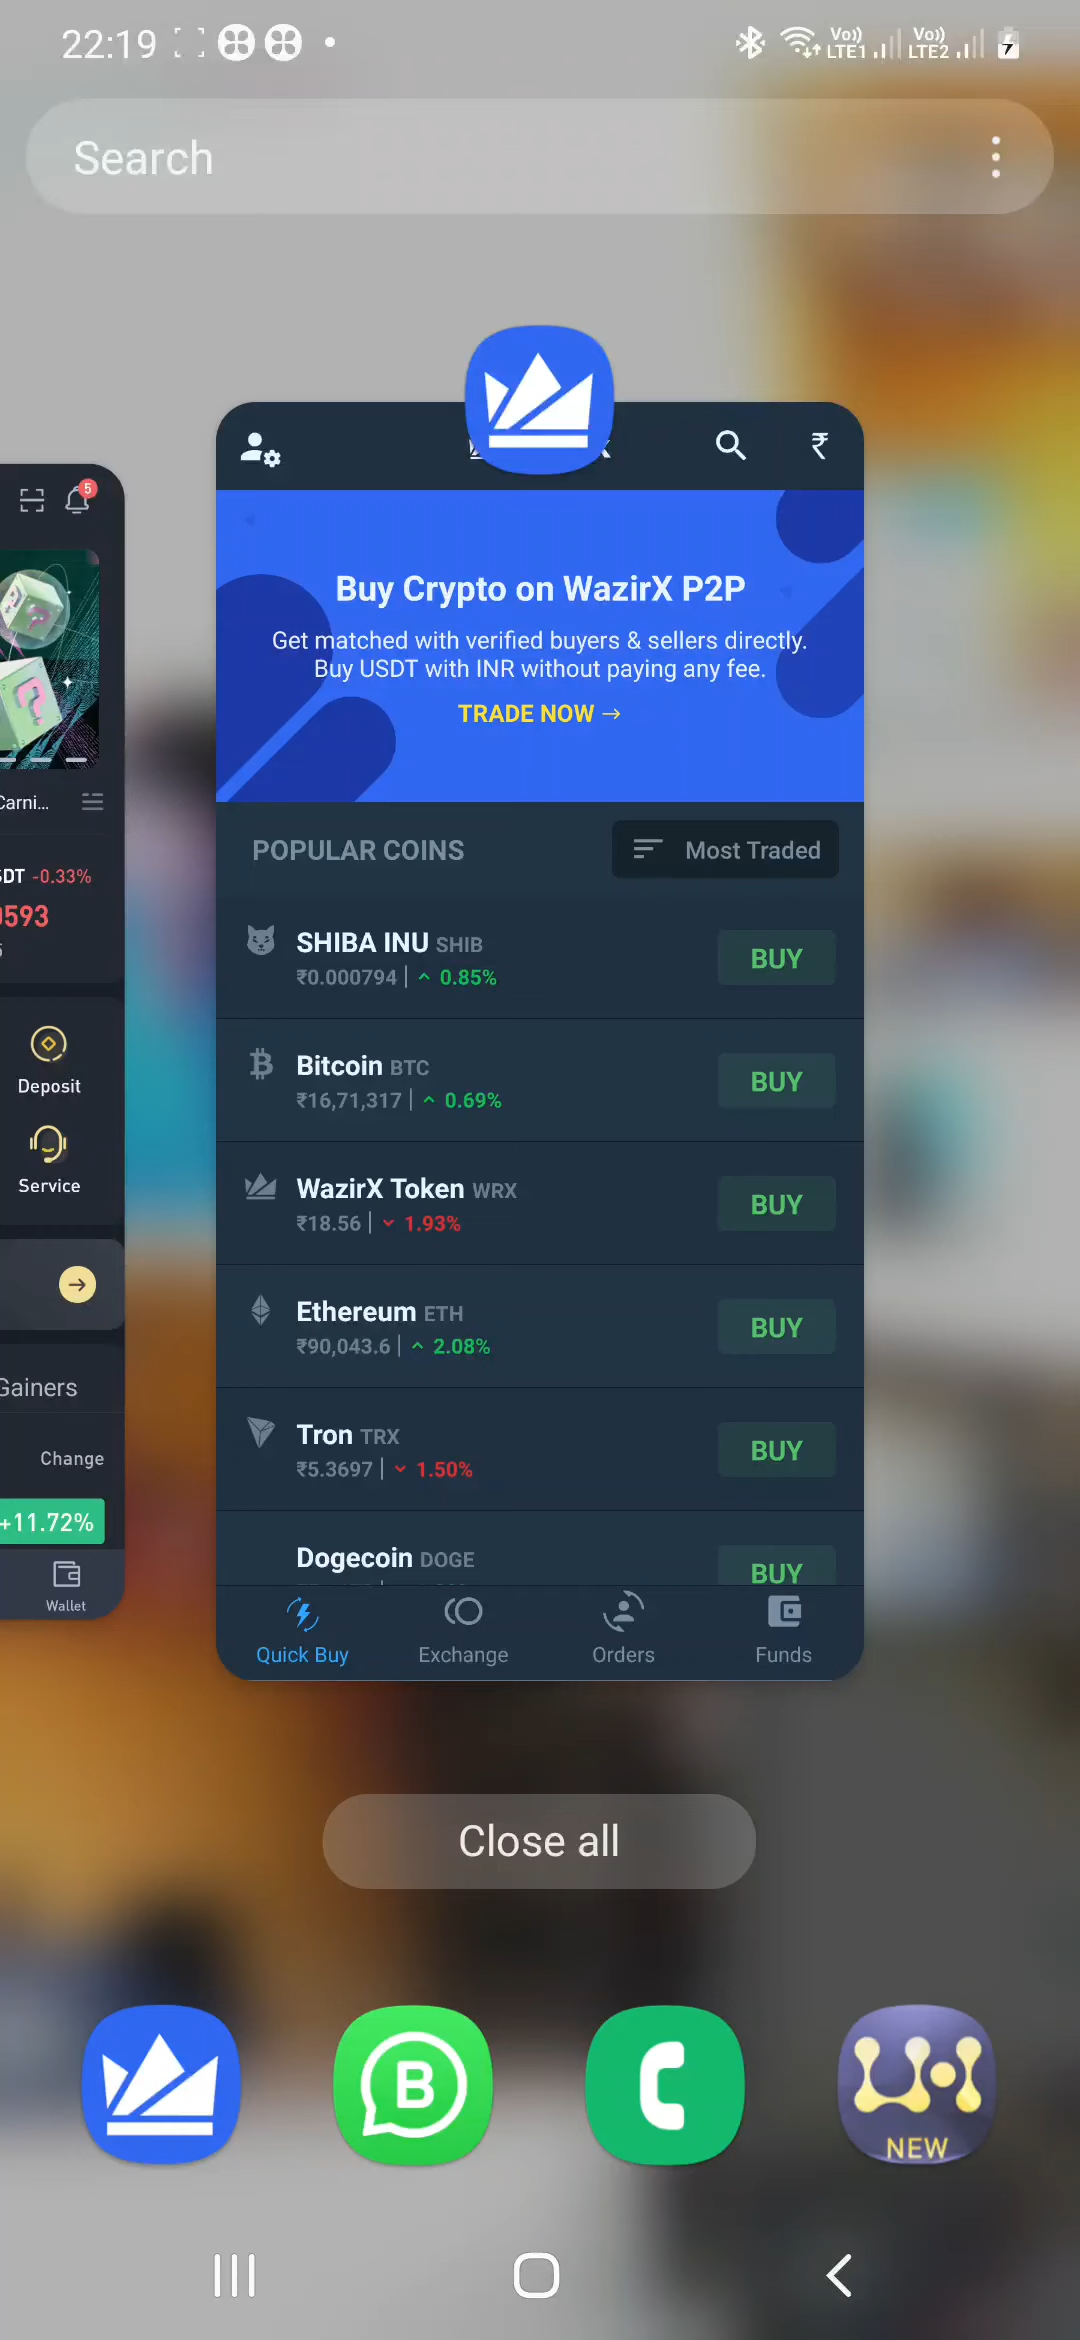 22:19
Vo)) LTE1 Vo)) LTE2
Search
5
Carni...
-0.33%
Deposit
Service
Gainers
Change
+11.72%
Wallet
₹
Buy Crypto on WazirX P2P
Get matched with verified buyers & sellers directly.
Buy USDT with INR without paying any fee.
TRADE NOW →
POPULAR COINS
Most Traded
SHIBA INU SHIB
₹0.000794 | 0.85%
BUY
Bitcoin BTC
₹16,71,317 | 0.69%
BUY
WazirX Token WRX
₹18.56 | 1.93%
BUY
Ethereum ETH
₹90,043.6 | 2.08%
BUY
Tron TRX
₹5.3697 | 1.50%
BUY
Dogecoin DOGE
BUY
Quick Buy Exchange Orders Funds
Close all
B
NEW